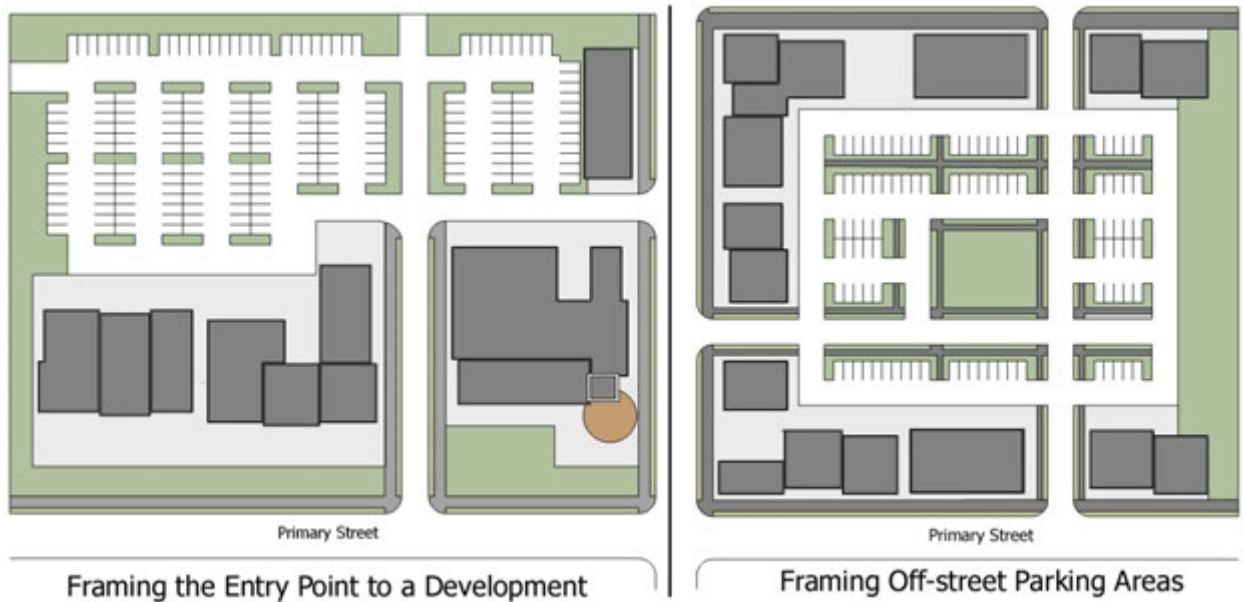 Primary Street
Framing the Entry Point to a Development
Primary Street
Framing Off-street Parking Areas